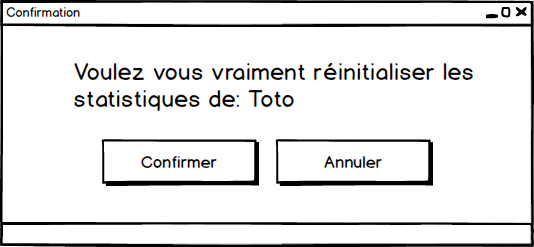 Confirmation
Voulez vous vraiment réinitialiser les
statistiques de: Toto
Confirmer
Annuler